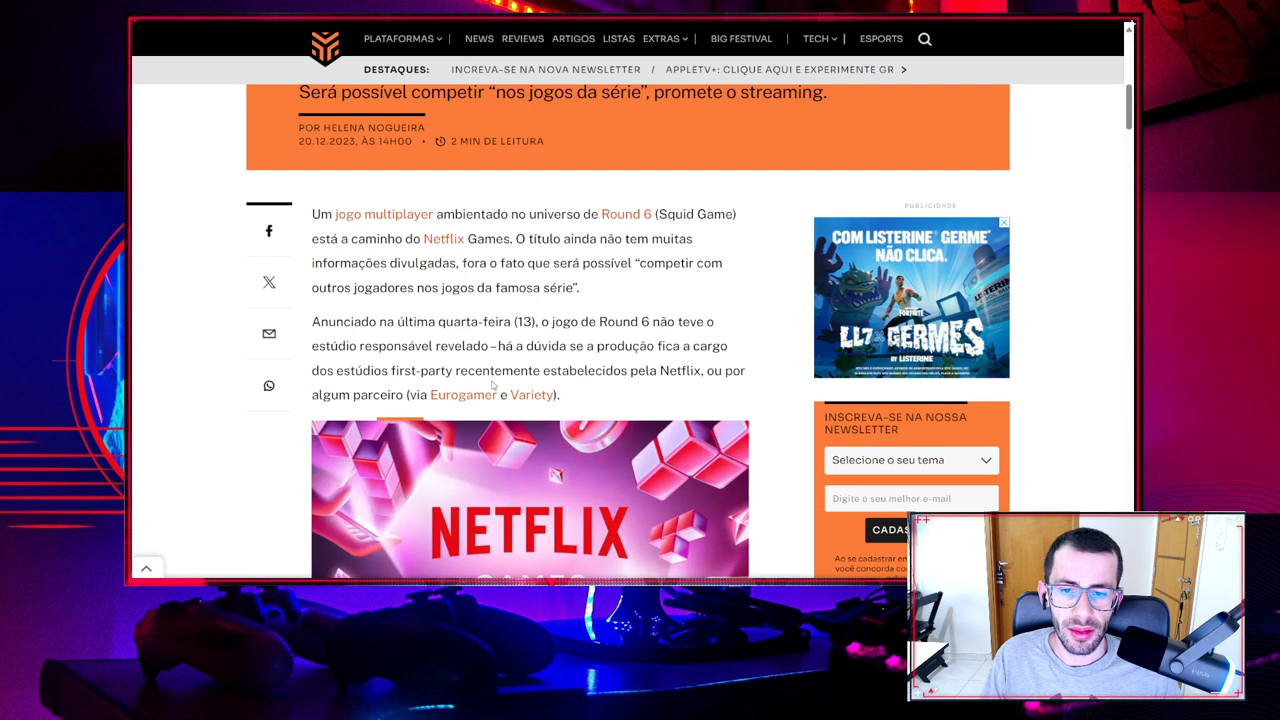 PLATAFORMAS | NEWS REVIEWS ARTIGOS LISTAS EXTRAS | BIG FESTIVAL | TECH | ESPORTS
DESTAQUES: INCREVA-SE NA NOVA NEWSLETTER / APPLETV+: CLIQUE AQUI E EXPERIMENTE GR
Será possível competir “nos jogos da série”, promete o streaming.
POR HELENA NOGUEIRA
20.12.2023, ÀS 14H00 • 2 MIN DE LEITURA
Um jogo multiplayer ambientado no universo de Round 6 (Squid Game)
está a caminho do Netflix Games. O título ainda não tem muitas
informações divulgadas, fora o fato que será possível “competir com
outros jogadores nos jogos da famosa série”.
Anunciado na última quarta-feira (13), o jogo de Round 6 não teve o
estúdio responsável revelado – há a dúvida se a produção fica a cargo
dos estúdios first-party recentemente estabelecidos pela Netflix, ou por
algum parceiro (via Eurogamer e Variety).
NETFLIX
PUBLICIDADE
COM LISTERINE® GERME
NÃO CLICA.
FORTNITE
LL7 X GERMES
BY LISTERINE
INSCREVA-SE NA NOSSA
NEWSLETTER
Selecione o seu tema
Digite o seu melhor e-mail
CADAS
Ao se cadastrar em
você concorda co